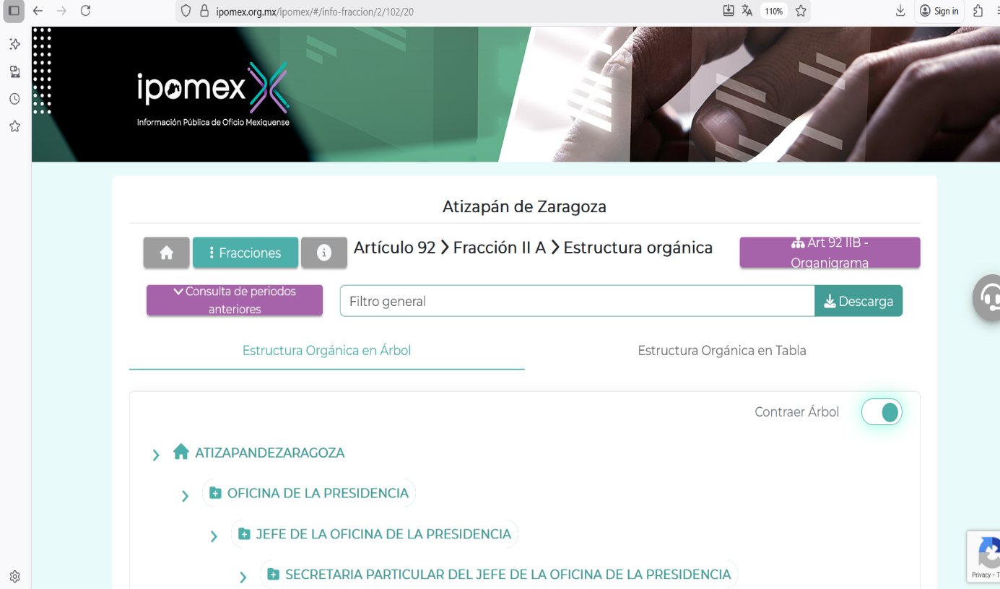 ipomex.org.mx/ipomex/#/info-fraccion/2/102/20
110%
Sign in
ipomex
Información Pública de Oficio Mexiquense
Atizapán de Zaragoza
Fracciones
Artículo 92 > Fracción II A > Estructura orgánica
Art 92 IIB -
Organigrama
Consulta de periodos
anteriores
Filtro general
Descarga
Estructura Orgánica en Árbol
Estructura Orgánica en Tabla
Contraer Árbol
ATIZAPANDEZARAGOZA
OFICINA DE LA PRESIDENCIA
JEFE DE LA OFICINA DE LA PRESIDENCIA
SECRETARIA PARTICULAR DEL JEFE DE LA OFICINA DE LA PRESIDENCIA
Privacy - T